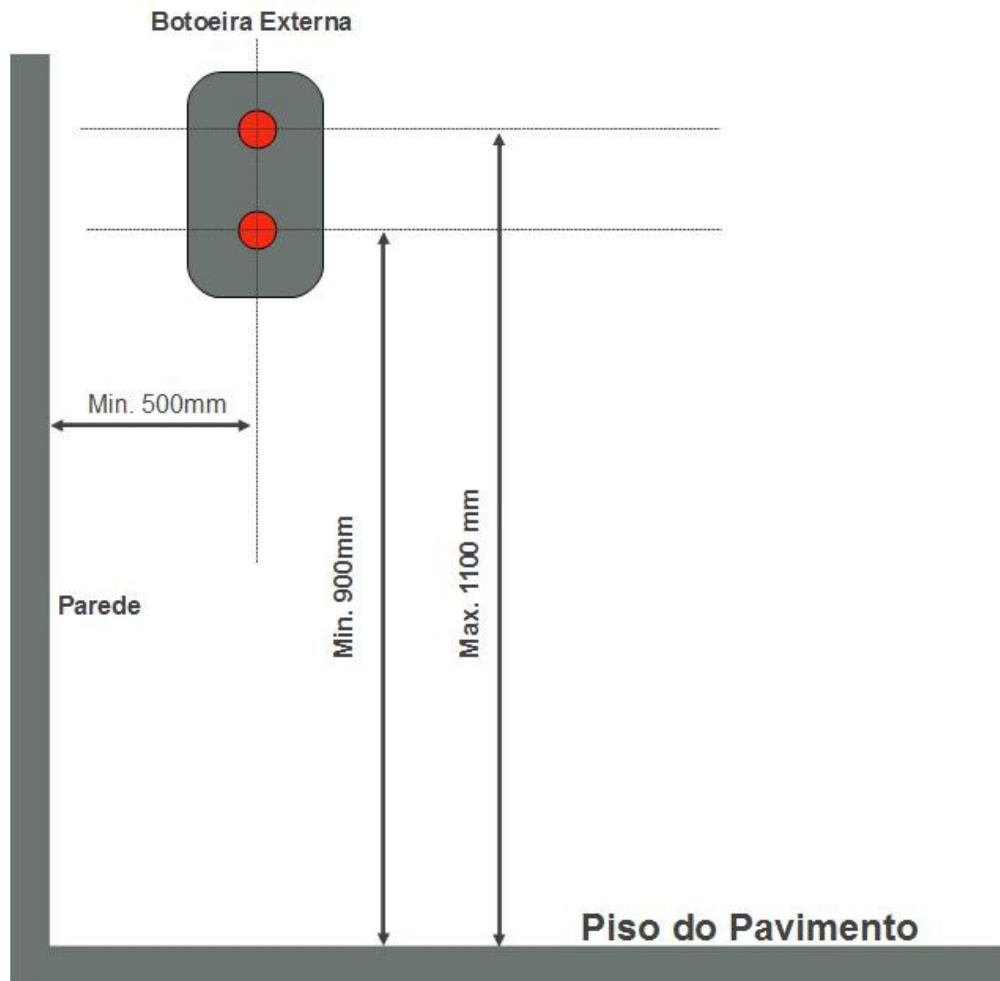 Botoeira Externa
Min. 500mm
Min. 900mm
Max. 1100 mm
Parede
Piso do Pavimento